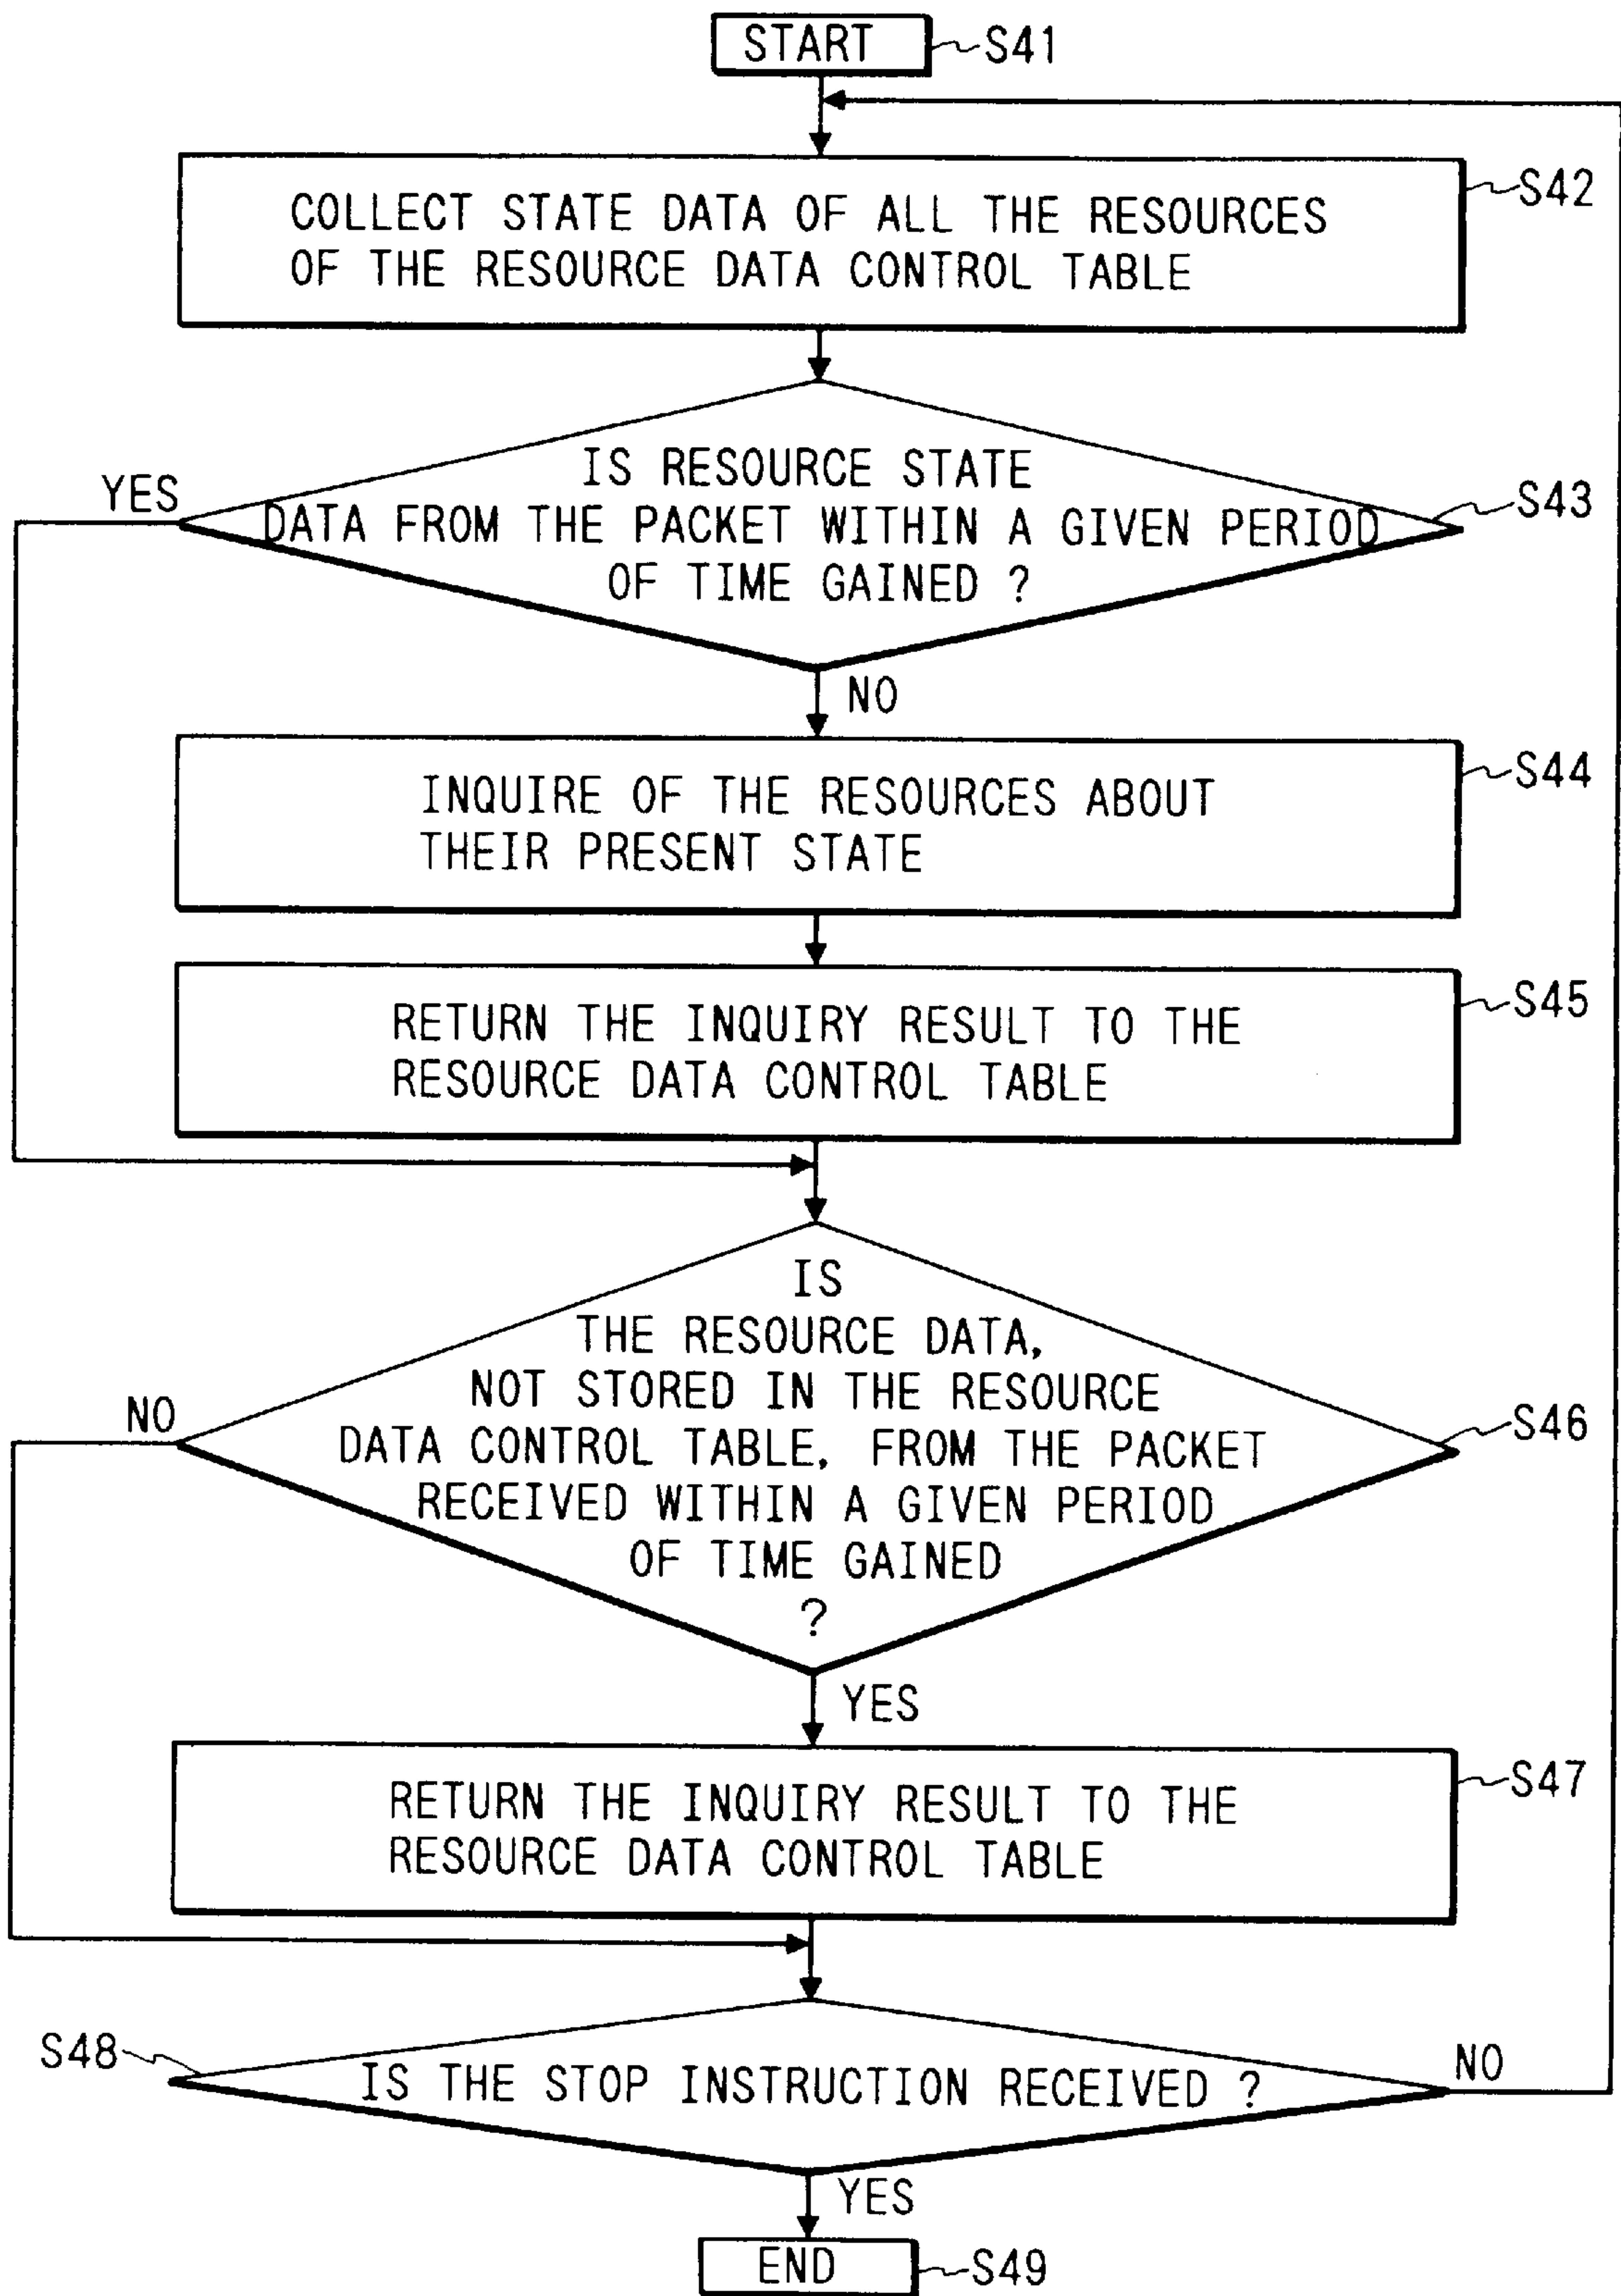 START
S41
S42
COLLECT STATE DATA OF ALL THE RESOURCES
OF THE RESOURCE DATA CONTROL TABLE
IS RESOURCE STATE
YES
S43
DATA FROM THE PACKET WITHIN A GIVEN PERIOD
OF TIME GAINED ?
NO
S44
INQUIRE OF THE RESOURCES ABOUT
THEIR PRESENT STATE
S45
RETURN THE INQUIRY RESULT TO THE
RESOURCE DATA CONTROL TABLE
IS
THE RESOURCE DATA,
NOT STORED IN THE RESOURCE
NO
S46
DATA CONTROL TABLE, FROM THE PACKET
RECEIVED WITHIN A GIVEN PERIOD
OF TIME GAINED
?
YES
S47
RETURN THE INQUIRY RESULT TO THE
RESOURCE DATA CONTROL TABLE
S48
IS THE STOP INSTRUCTION RECEIVED ?
NO
YES
END
S49